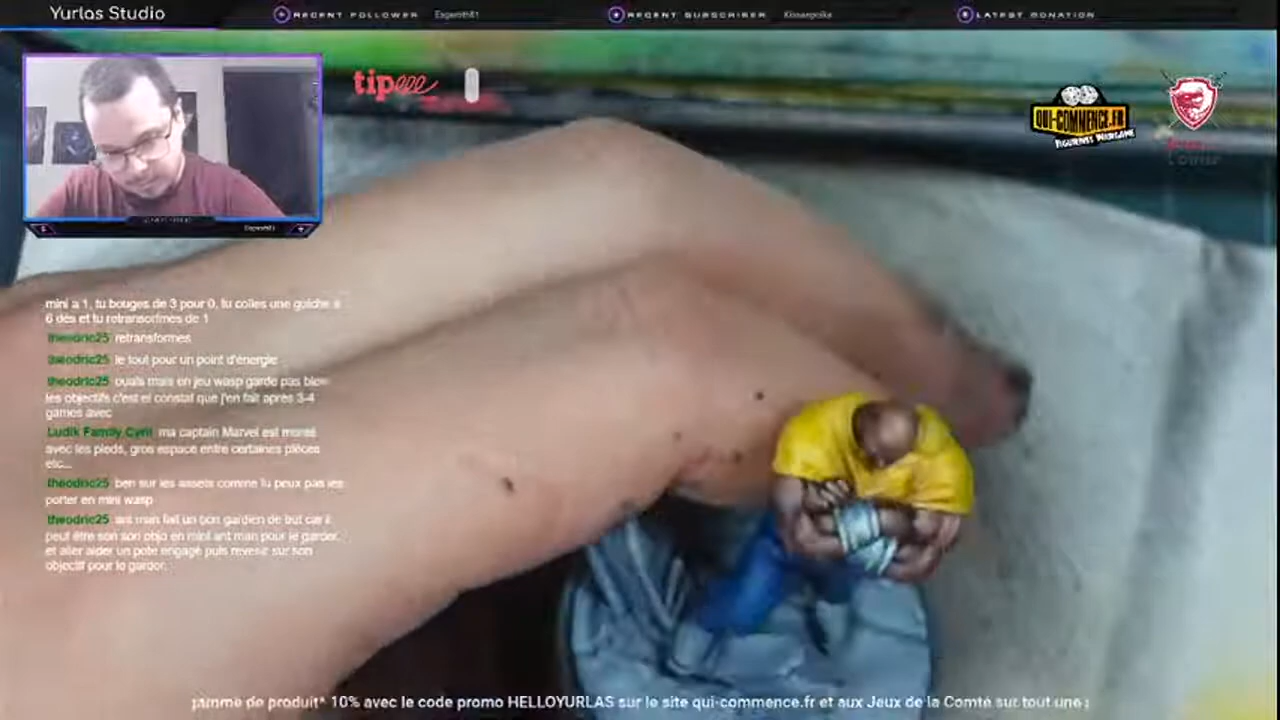 Yurlas Studio
RECENT FOLLOWER Esgaroth81
RECENT SUBSCRIBER
LATEST DONATION
tipeee
QUI-COMMENCE.FR
FIGURINES WARGAME
mini a 1, tu bouges de 3 pour 0, tu colles une
6 dés et tu retransorfmes de 1
theodric25 retransformes
theodric25 le tout pour un point d'énergie
theodric25 ouais mais en jeu wasp garde pas bien
les objectifs c'est el constat que j'en fait après 3-4
games avec
Ludik Family Cyril ma captain Marvel est monté
avec les pieds, gros espace entre certaines pièces
etc...
theodric25 ben sur les assets comme tu peux pas les
porter en mini wasp
theodric25 ant man fait un bon gardien de but car il
peut être son son objo en mini ant man pour le garder,
et aller aider un pote engagé puis revenir sur son
objectif pour le garder.
gamme de produit* 10% avec le code promo HELLOYURLAS sur le site qui-commence.fr et aux Jeux de la Comté sur tout une